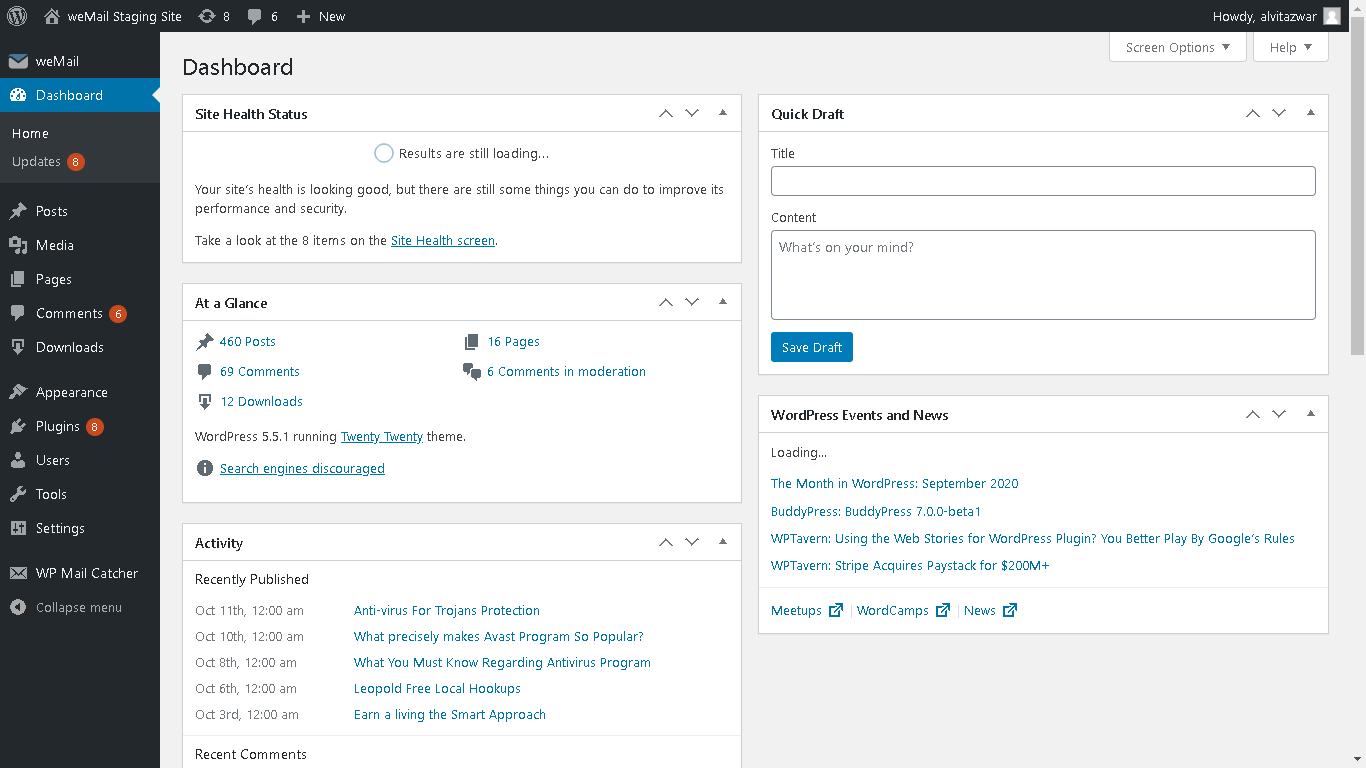 weMail Staging Site 8 6 New Howdy, alvitazwar
weMail
Dashboard
Home
Updates 8
Posts
Media
Pages
Comments 6
Downloads
Appearance
Plugins 8
Users
Tools
Settings
WP Mail Catcher
Collapse menu
Screen Options Help
Dashboard
Site Health Status
Results are still loading...
Your site's health is looking good, but there are still some things you can do to improve its
performance and security.
Take a look at the 8 items on the Site Health screen.
At a Glance
460 Posts 16 Pages
69 Comments 6 Comments in moderation
12 Downloads
WordPress 5.5.1 running Twenty Twenty theme.
Search engines discouraged
Activity
Recently Published
Oct 11th, 12:00 am Anti-virus For Trojans Protection
Oct 10th, 12:00 am What precisely makes Avast Program So Popular?
Oct 8th, 12:00 am What You Must Know Regarding Antivirus Program
Oct 6th, 12:00 am Leopold Free Local Hookups
Oct 3rd, 12:00 am Earn a living the Smart Approach
Recent Comments
Quick Draft
Title
Content
What's on your mind?
Save Draft
WordPress Events and News
Loading...
The Month in WordPress: September 2020
BuddyPress: BuddyPress 7.0.0-beta1
WPTavern: Using the Web Stories for WordPress Plugin? You Better Play By Google's Rules
WPTavern: Stripe Acquires Paystack for $200M+
Meetups | WordCamps | News